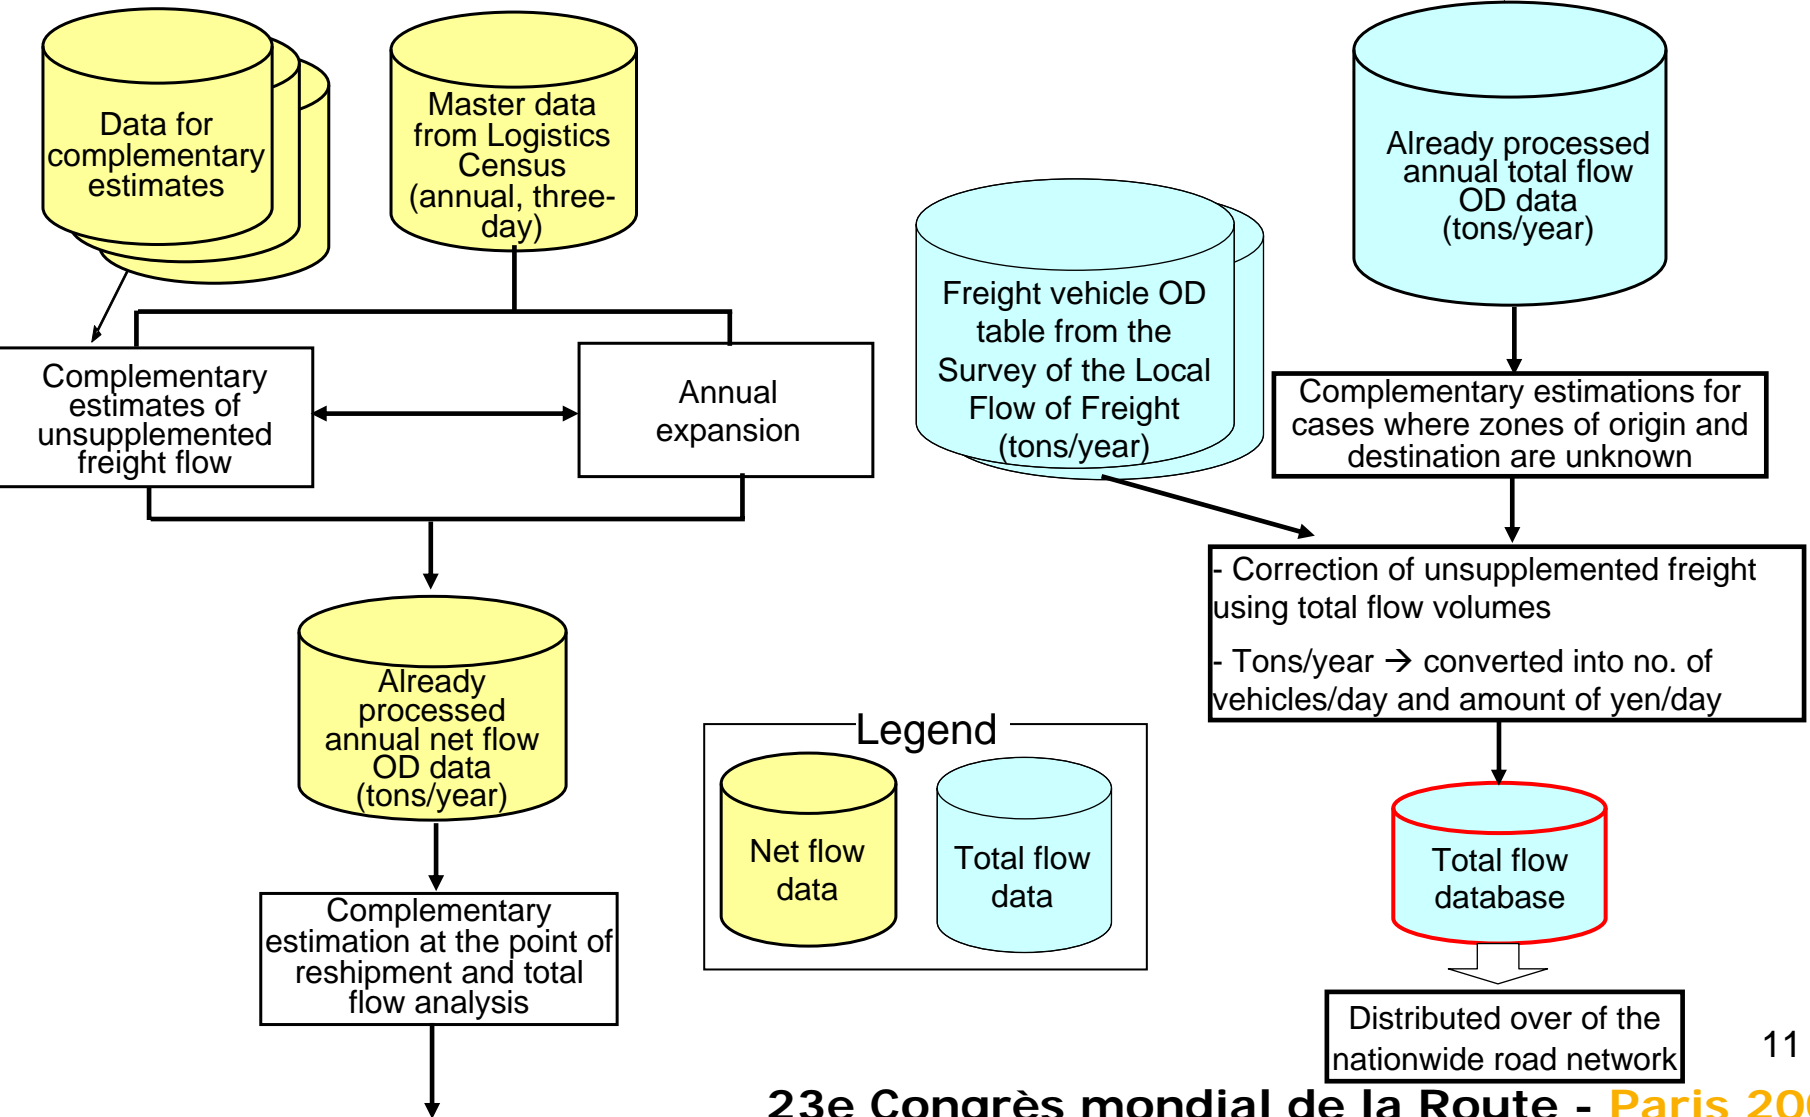 Data for
complementary
estimates
Master data
from Logistics
Census
(annual, three-
day)
Complementary
estimates of
unsupplemented
freight flow
Annual
expansion
Already
processed
annual net flow
OD data
(tons/year)
Complementary
estimation at the point of
reshipment and total
flow analysis
Already processed
annual total flow
OD data
(tons/year)
Freight vehicle OD
table from the
Survey of the Local
Flow of Freight
(tons/year)
Complementary estimations for
cases where zones of origin and
destination are unknown
- Correction of unsupplemented freight
using total flow volumes
- Tons/year → converted into no. of
vehicles/day and amount of yen/day
Legend
Net flow
data
Total flow
data
Total flow
database
Distributed over of the
nationwide road network
11
23e Congrès mondial de la Route - Paris